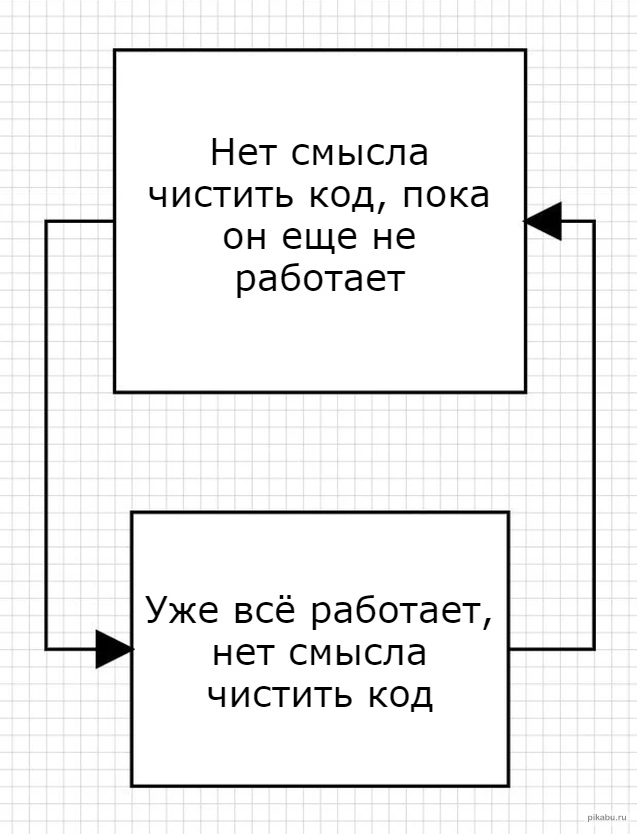 Нет смысла
чистить код, пока
он еще не
работает
Уже всё работает,
нет смысла
чистить код
pikabu.ru